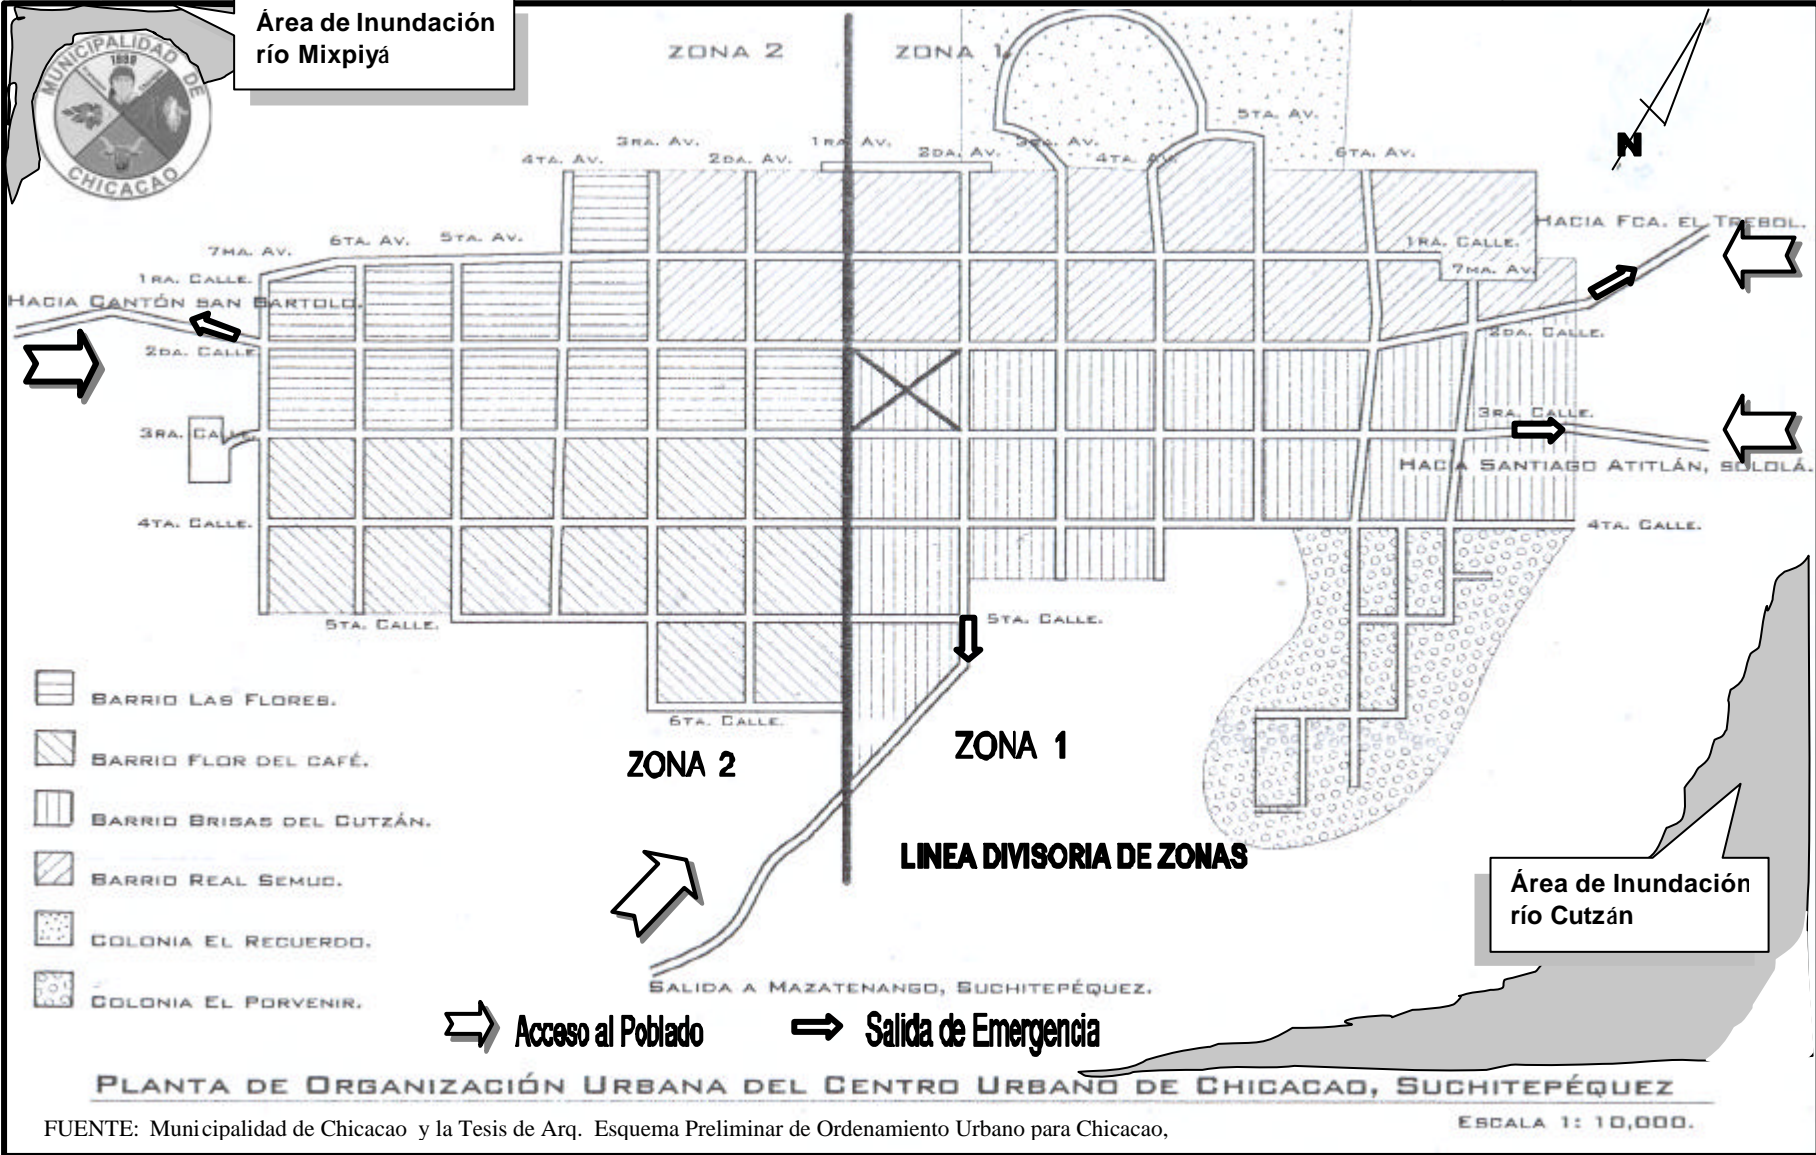 Área de Inundación
río Mixpiyá
MUNICIPALIDAD DE
1889
CHICACAO
ZONA 2
ZONA 1
5TA. AV.
3RA. AV.
1RA AV.
3RA. AV.
4TA. AV.
2DA. AV.
2DA. AV.
4TA. AV.
6TA. AV.
HACIA FCA. EL TREBOL.
N
7MA. AV.
6TA. AV.
5TA. AV.
1RA. CALLE.
7MA. AV.
1RA. CALLE.
HACIA CANTÓN SAN BARTOLO.
2DA. CALLE.
2DA. CALLE.
3RA. CALLE.
3RA. CALLE.
HACIA SANTIAGO ATITLÁN, SOLOLÁ.
4TA. CALLE.
4TA. CALLE.
5TA. CALLE.
5TA. CALLE.
6TA. CALLE.
BARRIO LAS FLORES.
BARRIO FLOR DEL CAFÉ.
BARRIO BRISAS DEL CUTZÁN.
BARRIO REAL SEMUC.
COLONIA EL RECUERDO.
COLONIA EL PORVENIR.
ZONA 2
ZONA 1
LINEA DIVISORIA DE ZONAS
Área de Inundación
río Cutzán
SALIDA A MAZATENANGO, SUCHITEPÉQUEZ.
Acceso al Poblado
Salida de Emergencia
PLANTA DE ORGANIZACIÓN URBANA DEL CENTRO URBANO DE CHICACAO, SUCHITEPÉQUEZ
ESCALA 1: 10,000.
FUENTE: Municipalidad de Chicacao y la Tesis de Arq. Esquema Preliminar de Ordenamiento Urbano para Chicacao,